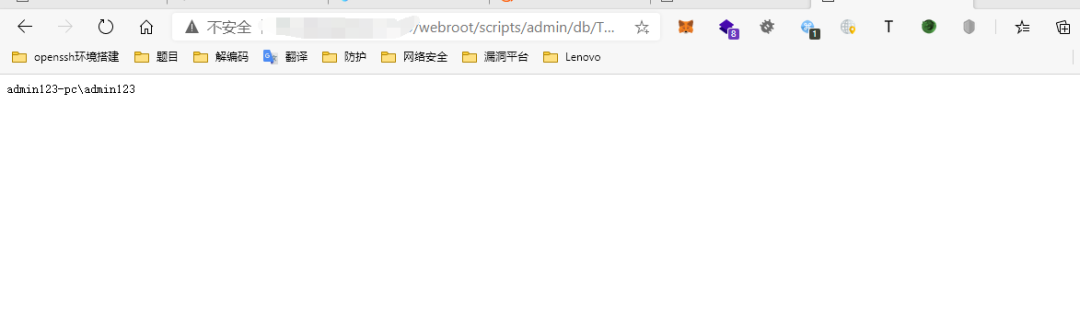 不安全 /webroot/scripts/admin/db/T... 8 1 T
openssh环境搭建 题目 解编码 翻译 防护 网络安全 漏洞平台 Lenovo
admin123-pc\admin123